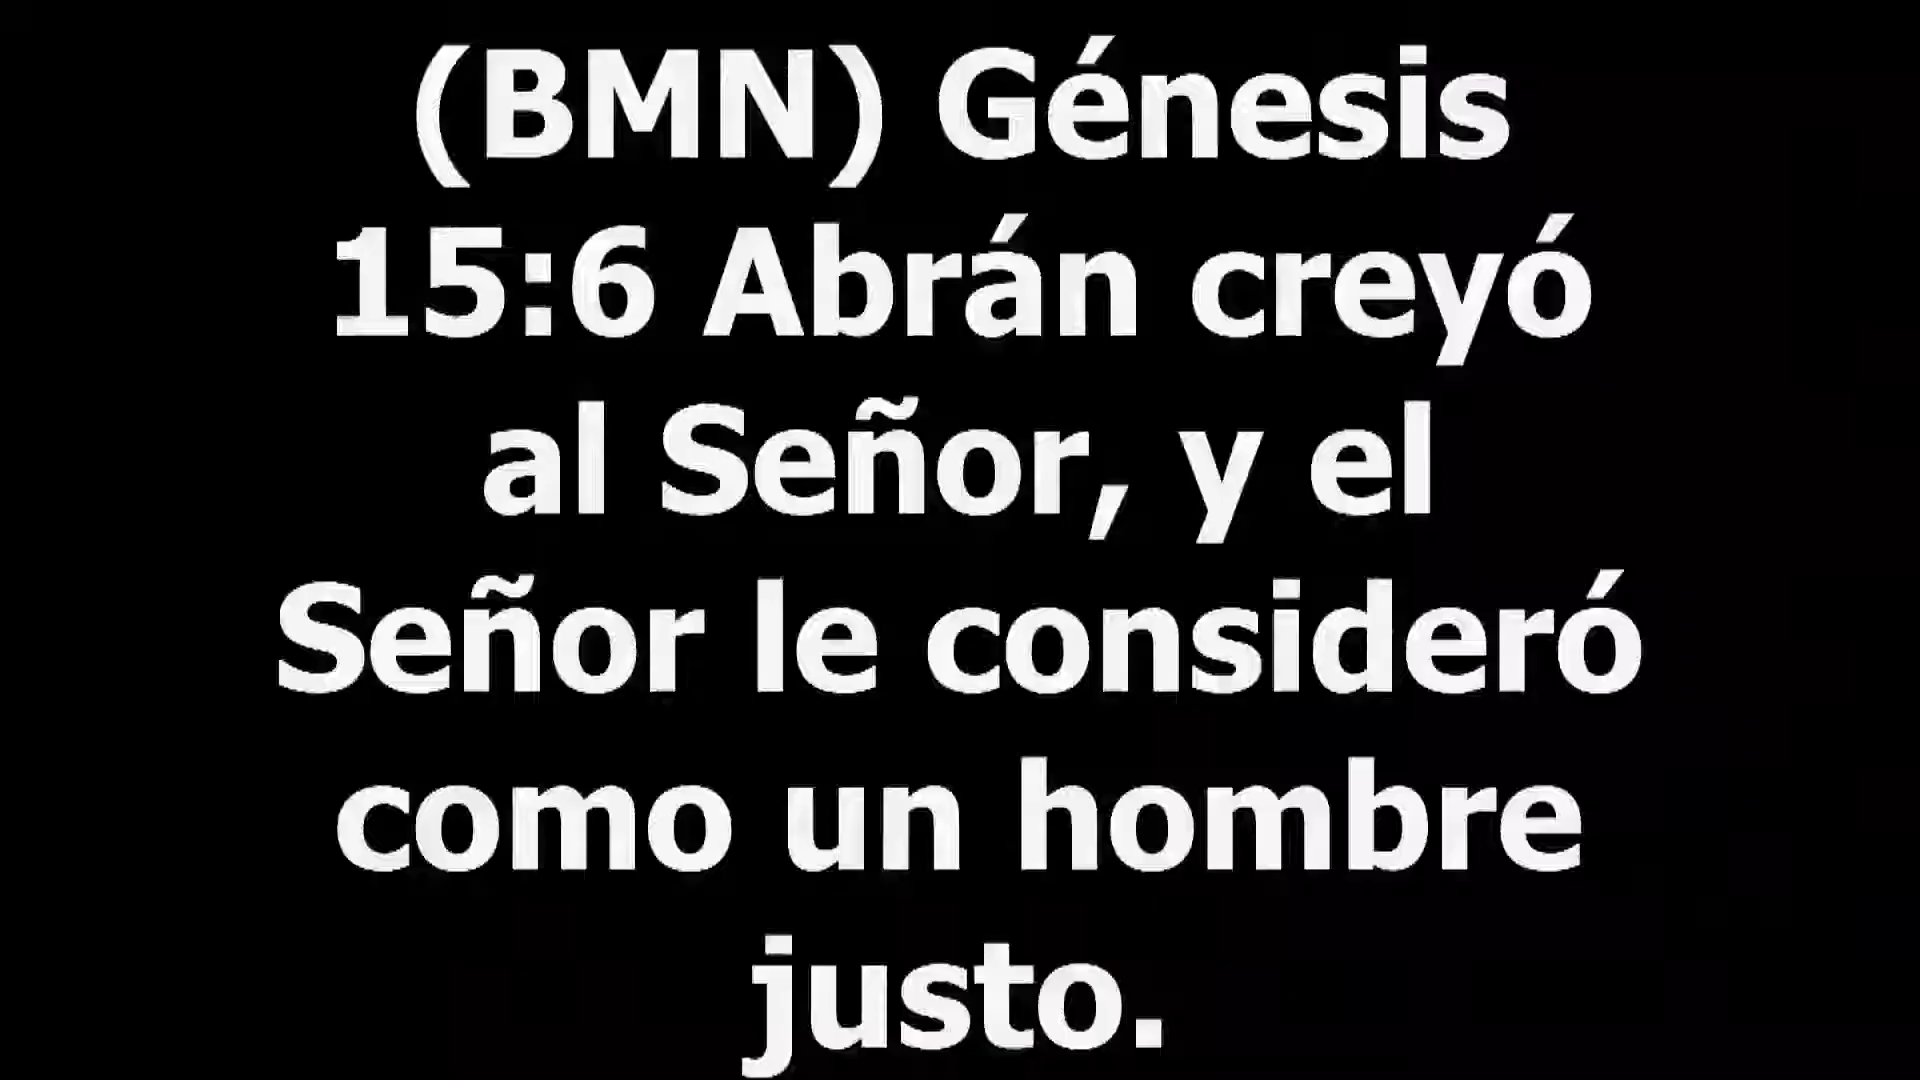 (BMN) Génesis
15:6 Abrán creyó
al Señor, y el
Señor le consideró
como un hombre
justo.